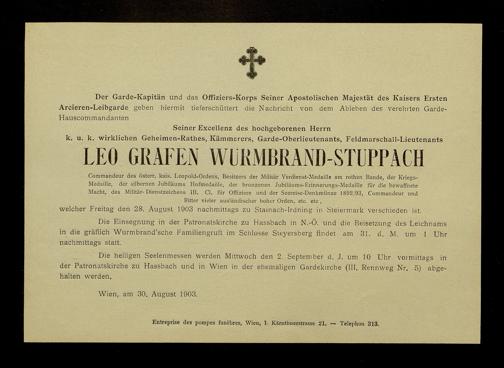 Der Garde-Kapitän und das Offiziers-Korps Seiner Apostolischen Majestät des Kaisers Ersten
Arcieren-Leibgarde geben hiermit tieferschüttert die Nachricht von dem Ableben des verehrten Garde-
Hauscommandanten
Seiner Excellenz des hochgeborenen Herrn
k. u. k. wirklichen Geheimen-Rathes, Kämmerers, Garde-Oberlieutenants, Feldmarschall-Lieutenants
LEO GRAFEN WURMBRAND-STUPPACH
Commandeur des österr. kais. Leopold-Ordens, Besitzers der Militär Verdienst-Medaille am rothen Bande, der Kriegs-
Medaille, der silbernen Jubiläums Hofmedaille, der bronzenen Jubiläums-Erinnerungs-Medaille für die bewaffnete
Macht, des Militär-Dienstzeichens III. Cl. für Offiziere und der Seereise-Denkmünze 1892/93, Commandeur und
Ritter vieler ausländischer hoher Orden, etc. etc.,
welcher Freitag den 28. August 1903 nachmittags zu Stainach-Irdning in Steiermark verschieden ist.
Die Einsegnung in der Patronatskirche zu Hassbach in N.-Ö. und die Beisetzung des Leichnams
in die gräflich Wurmbrand'sche Familiengruft im Schlosse Steyersberg findet am 31. d. M. um 1 Uhr
nachmittags statt.
Die heiligen Seelenmessen werden Mittwoch den 2. September d. J. um 10 Uhr vormittags in
der Patronatskirche zu Hassbach und in Wien in der ehemaligen Gardekirche (III. Rennweg Nr. 5) abge-
halten werden.
Wien, am 30. August 1903.
Entreprise des pompes funèbres, Wien, I. Kärntnerstrasse 21. — Telephon 313.